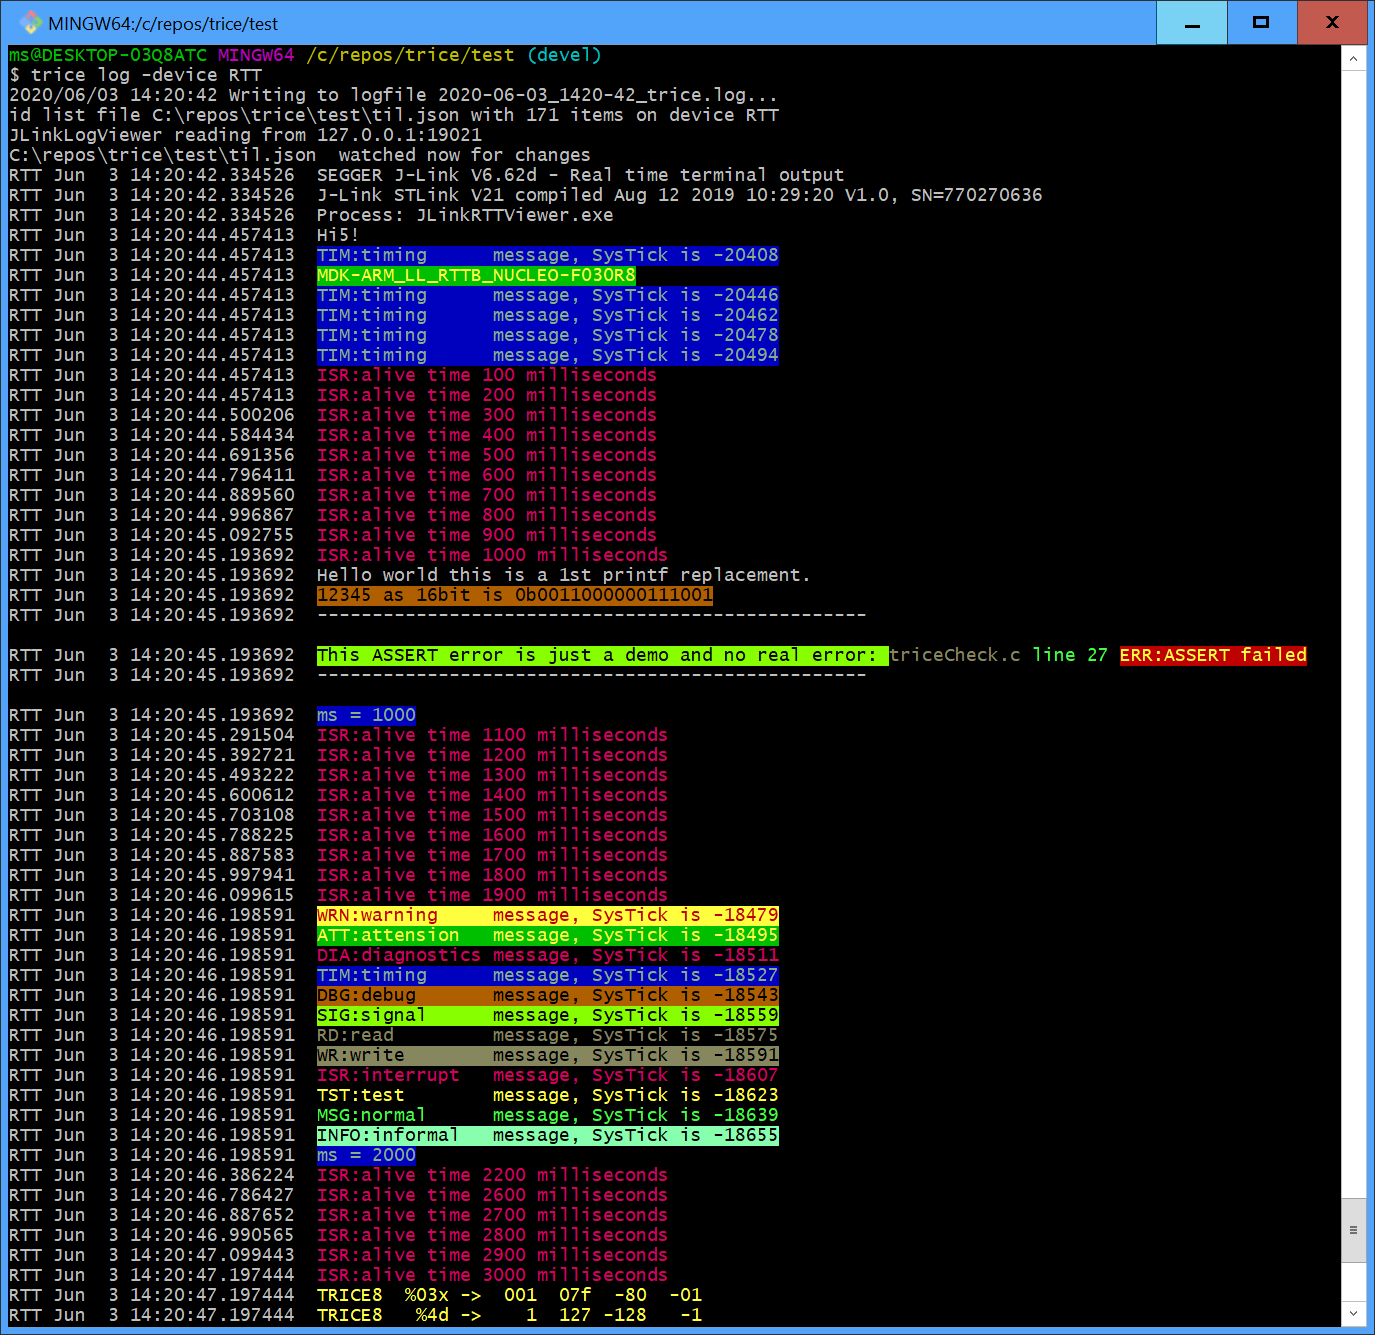 MINGW64:/c/repos/trice/test
ms@DESKTOP-03Q8ATC MINGW64 /c/repos/trice/test (devel)
$ trice log -device RTT
2020/06/03 14:20:42 Writing to logfile 2020-06-03_1420-42_trice.log...
id list file C:\repos\trice\test\til.json with 171 items on device RTT
JLinkLogViewer reading from 127.0.0.1:19021
C:\repos\trice\test\til.json  watched now for changes
RTT Jun  3 14:20:42.334526  SEGGER J-Link V6.62d - Real time terminal output
RTT Jun  3 14:20:42.334526  J-Link STLink V21 compiled Aug 12 2019 10:29:20 V1.0, SN=770270636
RTT Jun  3 14:20:42.334526  Process: JLinkRTTViewer.exe
RTT Jun  3 14:20:44.457413  Hi5!
RTT Jun  3 14:20:44.457413  TIM:timing      message, SysTick is -20408
RTT Jun  3 14:20:44.457413  MDK-ARM_LL_RTTB_NUCLEO-F030R8
RTT Jun  3 14:20:44.457413  TIM:timing      message, SysTick is -20446
RTT Jun  3 14:20:44.457413  TIM:timing      message, SysTick is -20462
RTT Jun  3 14:20:44.457413  TIM:timing      message, SysTick is -20478
RTT Jun  3 14:20:44.457413  TIM:timing      message, SysTick is -20494
RTT Jun  3 14:20:44.457413  ISR:alive time 100 milliseconds
RTT Jun  3 14:20:44.457413  ISR:alive time 200 milliseconds
RTT Jun  3 14:20:44.500206  ISR:alive time 300 milliseconds
RTT Jun  3 14:20:44.584434  ISR:alive time 400 milliseconds
RTT Jun  3 14:20:44.691356  ISR:alive time 500 milliseconds
RTT Jun  3 14:20:44.796411  ISR:alive time 600 milliseconds
RTT Jun  3 14:20:44.889560  ISR:alive time 700 milliseconds
RTT Jun  3 14:20:44.996867  ISR:alive time 800 milliseconds
RTT Jun  3 14:20:45.092755  ISR:alive time 900 milliseconds
RTT Jun  3 14:20:45.193692  ISR:alive time 1000 milliseconds
RTT Jun  3 14:20:45.193692  Hello world this is a 1st printf replacement.
RTT Jun  3 14:20:45.193692  12345 as 16bit is 0b0011000000111001
RTT Jun  3 14:20:45.193692  --------------------------------------------------
RTT Jun  3 14:20:45.193692  This ASSERT error is just a demo and no real error: triceCheck.c line 27 ERR:ASSERT failed
RTT Jun  3 14:20:45.193692  --------------------------------------------------
RTT Jun  3 14:20:45.193692  ms = 1000
RTT Jun  3 14:20:45.291504  ISR:alive time 1100 milliseconds
RTT Jun  3 14:20:45.392721  ISR:alive time 1200 milliseconds
RTT Jun  3 14:20:45.493222  ISR:alive time 1300 milliseconds
RTT Jun  3 14:20:45.600612  ISR:alive time 1400 milliseconds
RTT Jun  3 14:20:45.703108  ISR:alive time 1500 milliseconds
RTT Jun  3 14:20:45.788225  ISR:alive time 1600 milliseconds
RTT Jun  3 14:20:45.887583  ISR:alive time 1700 milliseconds
RTT Jun  3 14:20:45.997941  ISR:alive time 1800 milliseconds
RTT Jun  3 14:20:46.099615  ISR:alive time 1900 milliseconds
RTT Jun  3 14:20:46.198591  WRN:warning     message, SysTick is -18479
RTT Jun  3 14:20:46.198591  ATT:attension   message, SysTick is -18495
RTT Jun  3 14:20:46.198591  DIA:diagnostics message, SysTick is -18511
RTT Jun  3 14:20:46.198591  TIM:timing      message, SysTick is -18527
RTT Jun  3 14:20:46.198591  DBG:debug       message, SysTick is -18543
RTT Jun  3 14:20:46.198591  SIG:signal      message, SysTick is -18559
RTT Jun  3 14:20:46.198591  RD:read         message, SysTick is -18575
RTT Jun  3 14:20:46.198591  WR:write        message, SysTick is -18591
RTT Jun  3 14:20:46.198591  ISR:interrupt   message, SysTick is -18607
RTT Jun  3 14:20:46.198591  TST:test        message, SysTick is -18623
RTT Jun  3 14:20:46.198591  MSG:normal      message, SysTick is -18639
RTT Jun  3 14:20:46.198591  INFO:informal   message, SysTick is -18655
RTT Jun  3 14:20:46.198591  ms = 2000
RTT Jun  3 14:20:46.386224  ISR:alive time 2200 milliseconds
RTT Jun  3 14:20:46.786427  ISR:alive time 2600 milliseconds
RTT Jun  3 14:20:46.887652  ISR:alive time 2700 milliseconds
RTT Jun  3 14:20:46.990565  ISR:alive time 2800 milliseconds
RTT Jun  3 14:20:47.099443  ISR:alive time 2900 milliseconds
RTT Jun  3 14:20:47.197444  ISR:alive time 3000 milliseconds
RTT Jun  3 14:20:47.197444  TRICE8  %03x ->  001  07f  -80  -01
RTT Jun  3 14:20:47.197444  TRICE8   %4d ->    1  127 -128   -1